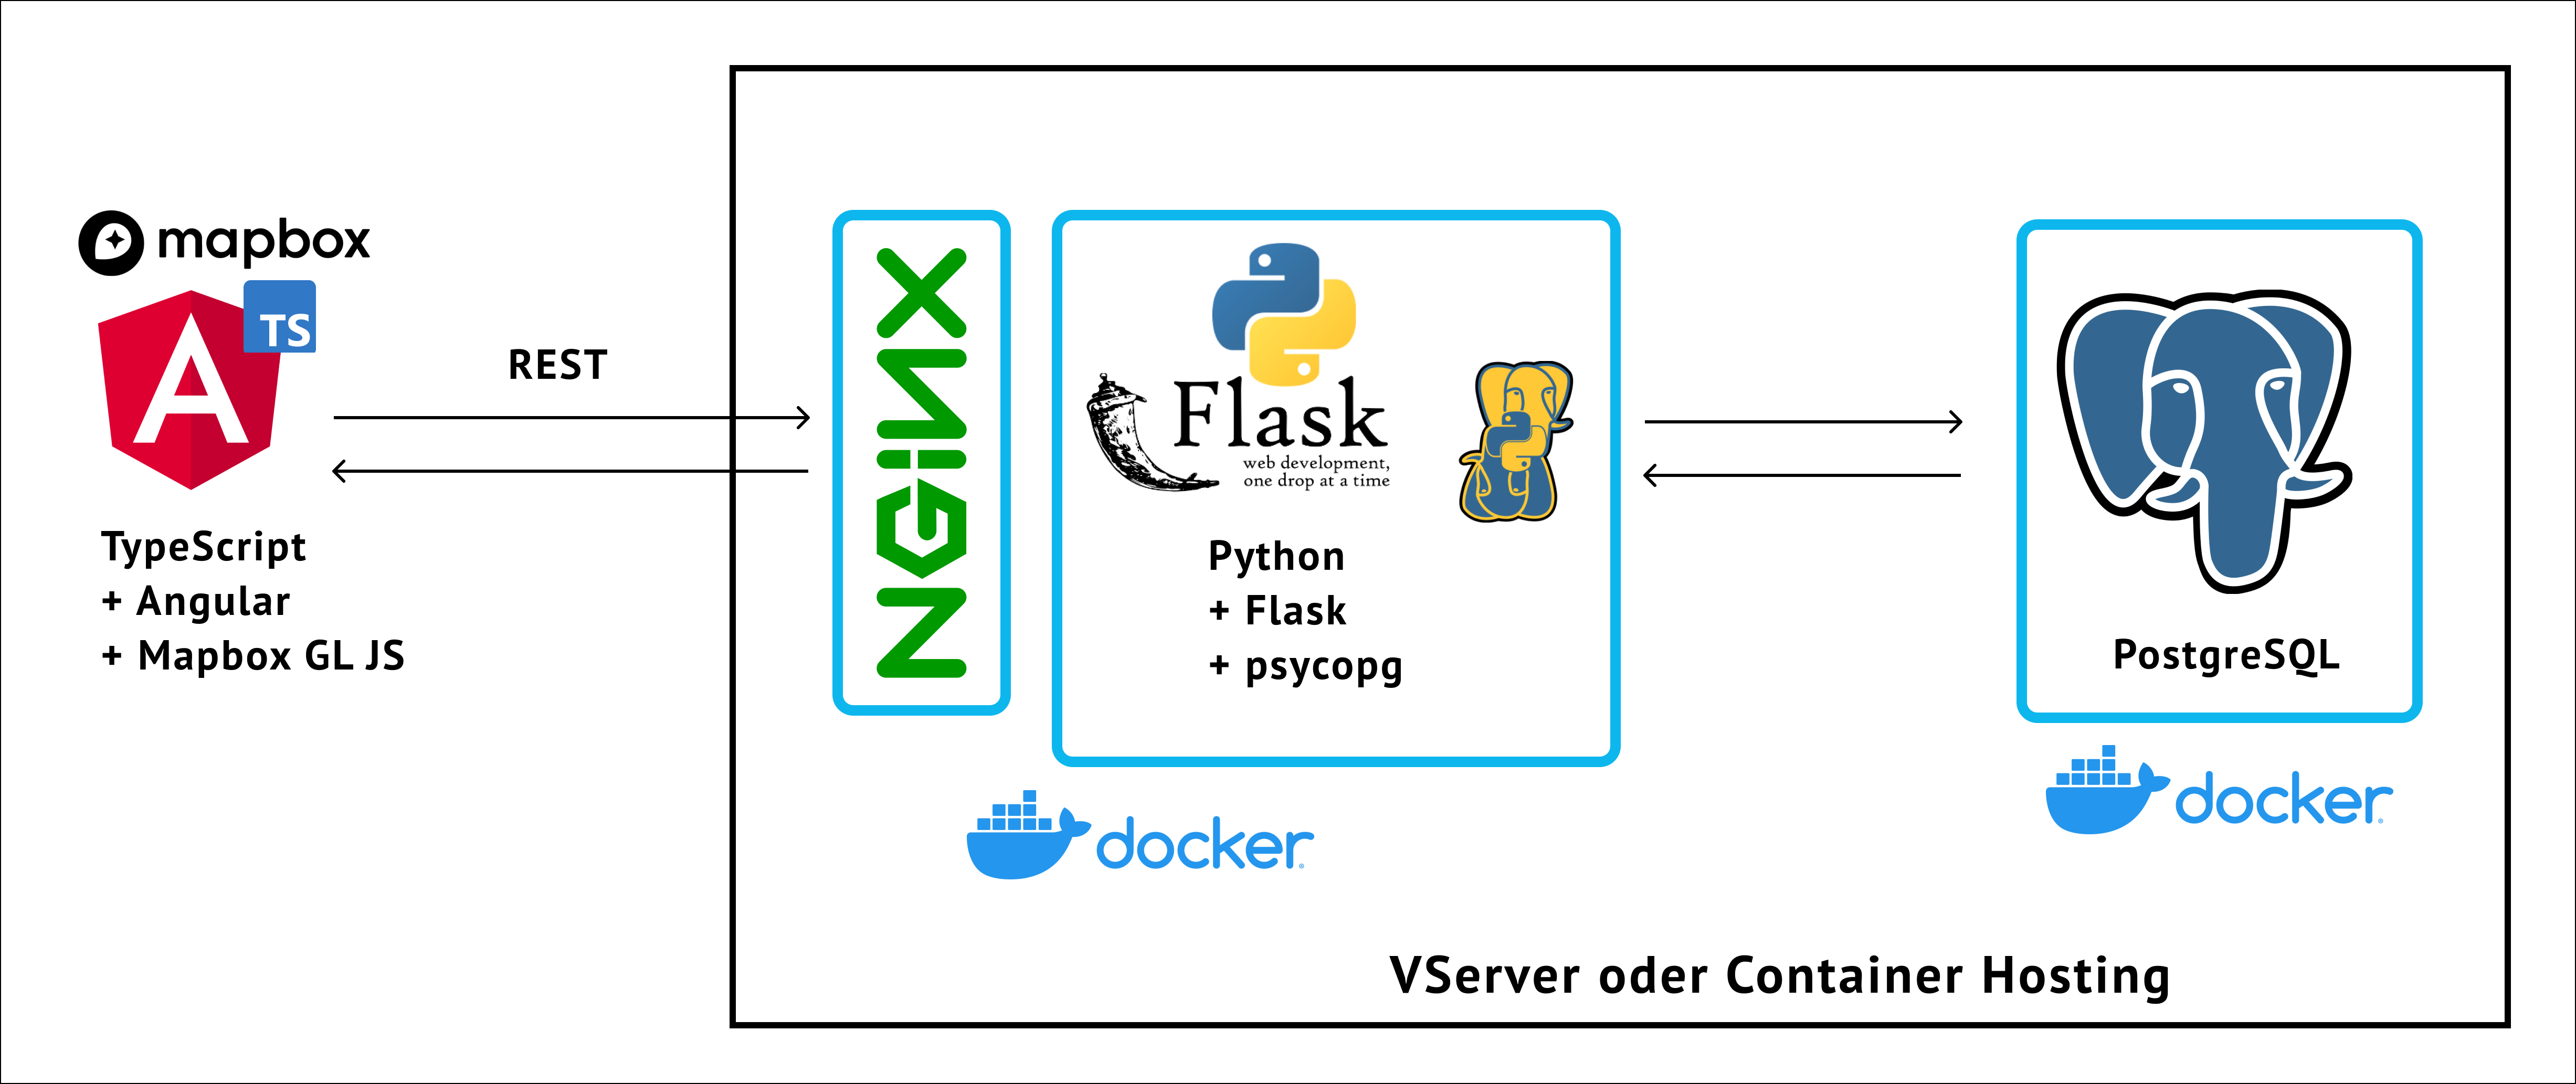 mapbox
TS
A
REST
TypeScript
+ Angular
+ Mapbox GL JS
NGiNX
Flask
web development,
one drop at a time
Python
+ Flask
+ psycopg
docker
PostgreSQL
docker
VServer oder Container Hosting